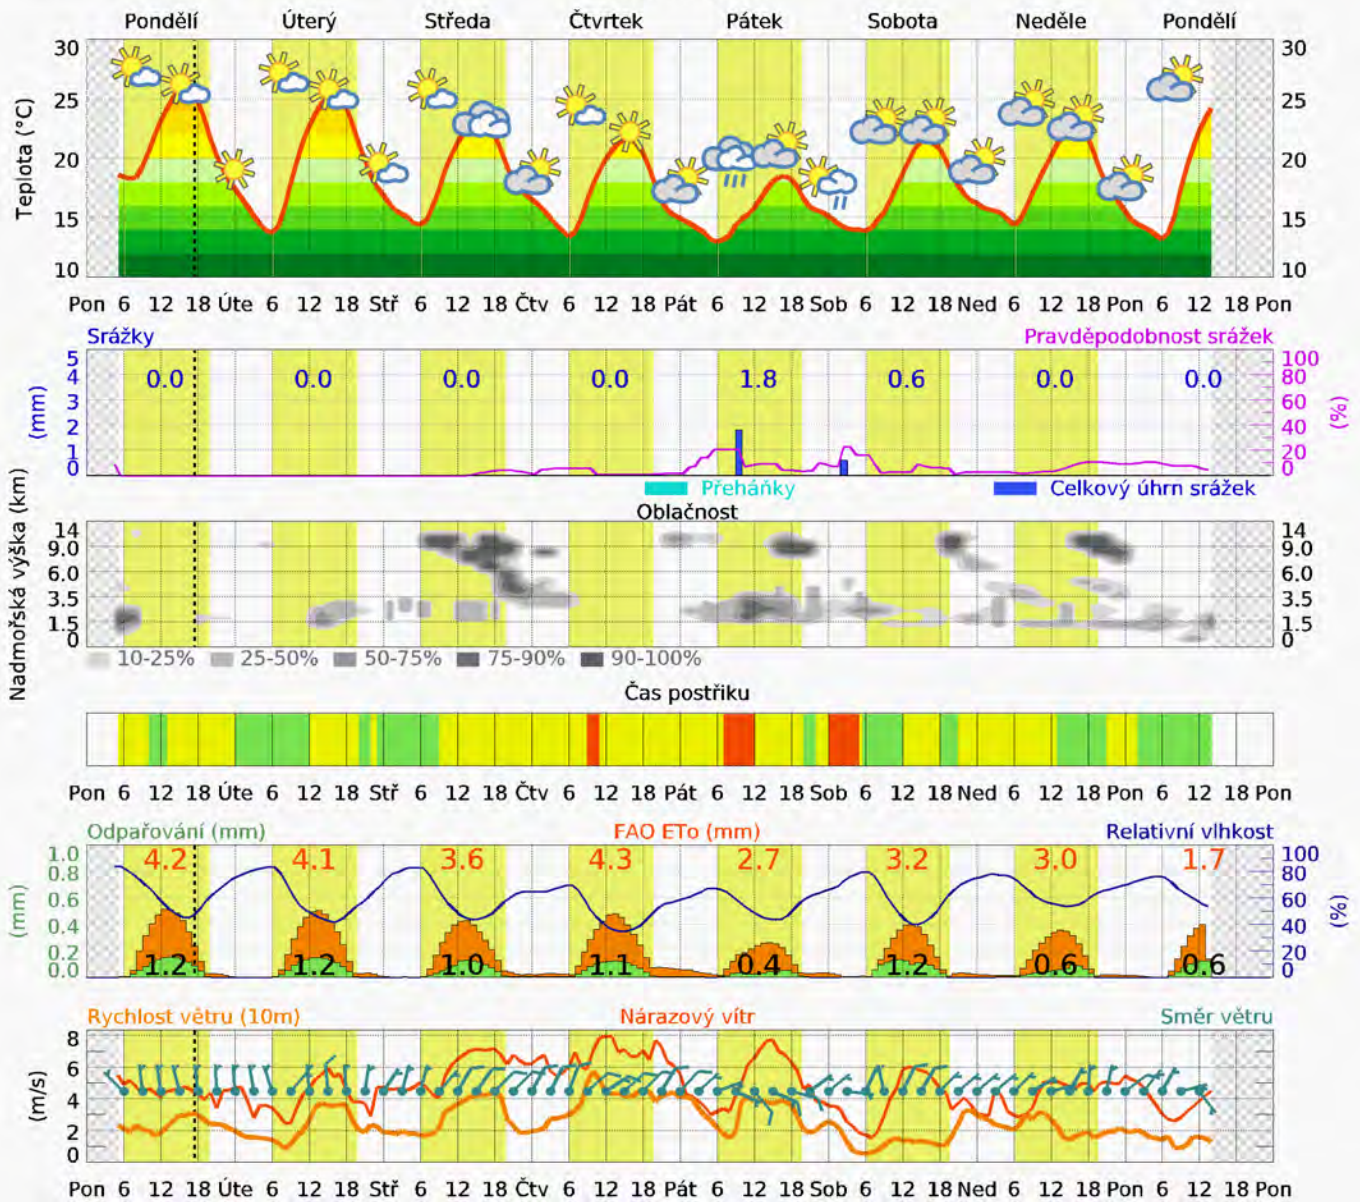 Pondělí Úterý Středa Čtvrtek Pátek Sobota Neděle Pondělí
Teplota (°C)
30 30
25 25
20 20
15 15
10 10
Pon 6 12 18 Úte 6 12 18 Stř 6 12 18 Čtv 6 12 18 Pát 6 12 18 Sob 6 12 18 Ned 6 12 18 Pon 6 12 18 Pon
Srážky Pravděpodobnost srážek
(mm) (%)
5 100
4 0.0 0.0 0.0 0.0 1.8 0.6 0.0 0.0 80
3 60
2 40
1 20
0 0
Přeháňky Celkový úhrn srážek
Oblačnost
Nadmořská výška (km)
14 14
9.0 9.0
6.0 6.0
3.5 3.5
1.5 1.5
0 0
10-25% 25-50% 50-75% 75-90% 90-100%
Čas postřiku
Pon 6 12 18 Úte 6 12 18 Stř 6 12 18 Čtv 6 12 18 Pát 6 12 18 Sob 6 12 18 Ned 6 12 18 Pon 6 12 18 Pon
Odpařování (mm) FAO ETo (mm) Relativní vlhkost
(mm) (%)
1.0 4.2 4.1 3.6 4.3 2.7 3.2 3.0 1.7 100
0.8 80
0.6 60
0.4 40
0.2 20
0.0 1.2 1.2 1.0 1.1 0.4 1.2 0.6 0.6 0
Rychlost větru (10m) Nárazový vítr Směr větru
(m/s)
8
6
4
2
0
Pon 6 12 18 Úte 6 12 18 Stř 6 12 18 Čtv 6 12 18 Pát 6 12 18 Sob 6 12 18 Ned 6 12 18 Pon 6 12 18 Pon